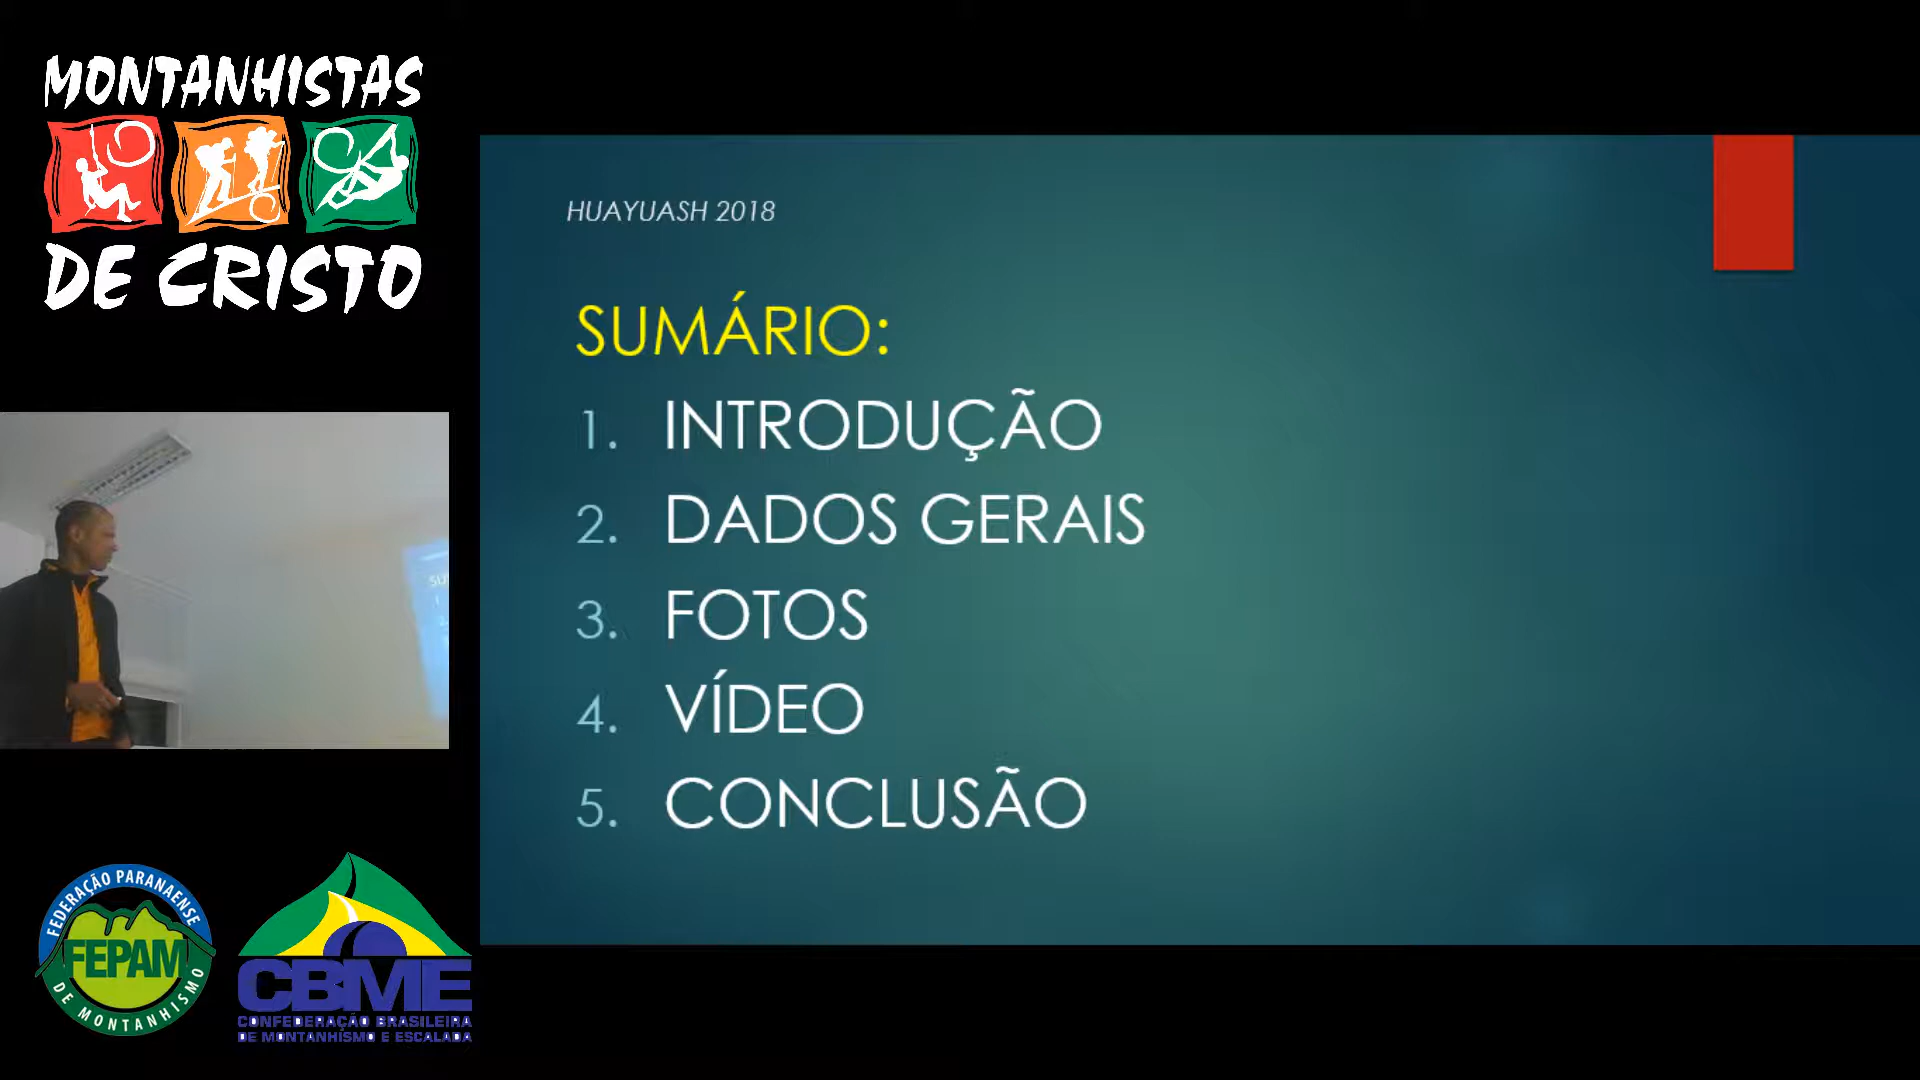 MONTANHISTAS
DE CRISTO
HUAYUASH 2018
SUMÁRIO:
1. INTRODUÇÃO
2. DADOS GERAIS
3. FOTOS
4. VÍDEO
5. CONCLUSÃO
SU
FEDERAÇÃO PARANAENSE
FEPAM
DE MONTANHISMO
CBME
CONFEDERAÇÃO BRASILEIRA
DE MONTANHISMO E ESCALADA